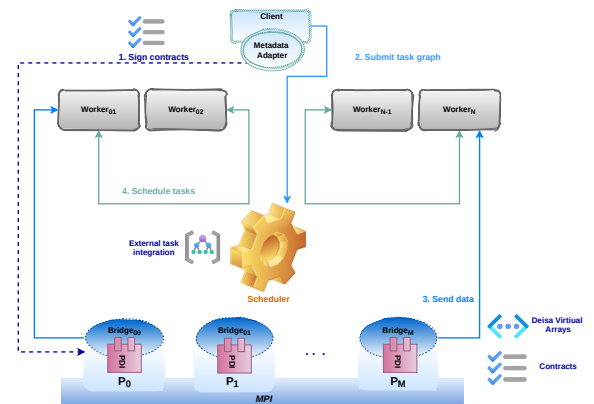 Client
Metadata
Adapter
1. Sign contracts
2. Submit task graph
Worker01
Worker02
WorkerN-1
WorkerN
4. Schedule tasks
External task
integration
Scheduler
3. Send data
Bridge00
Bridge01
BridgeM
Deisa Virtiual
Arrays
PDI
PDI
PDI
. . .
Contracts
P0
P1
PM
MPI